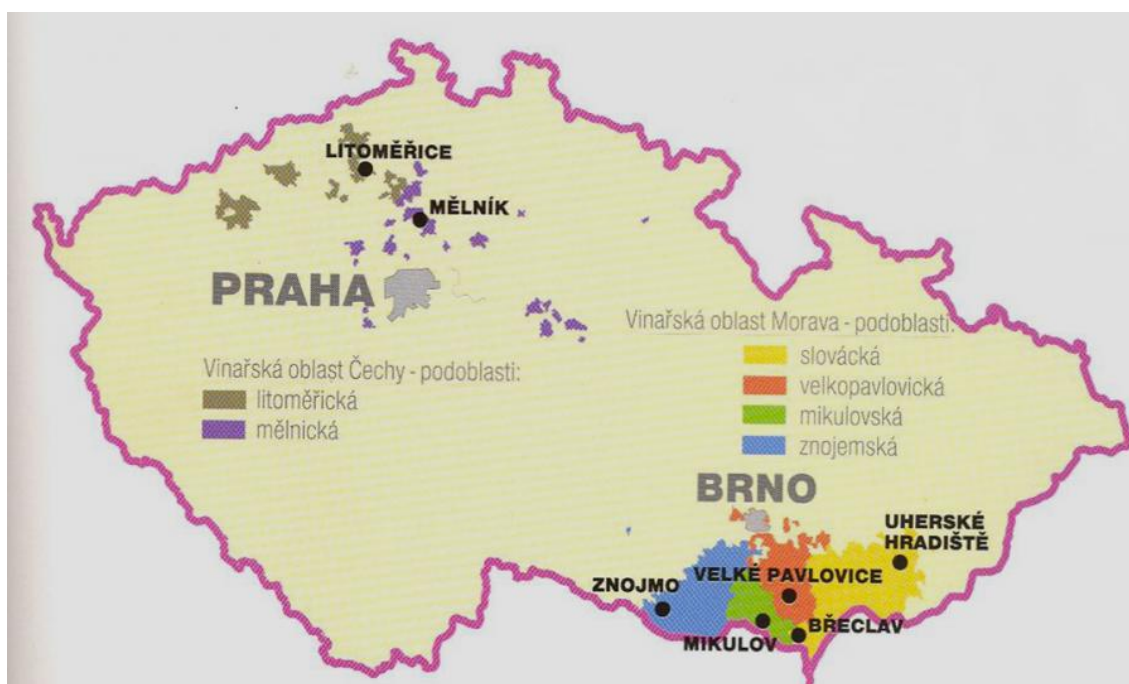 LITOMĚŘICE
MĚLNÍK
PRAHA
Vinařská oblast Čechy - podoblasti:
litoměřická
mělnická
Vinařská oblast Morava - podoblasti:
slovácká
velkopavlovická
mikulovská
znojemská
BRNO
UHERSKÉ
HRADIŠTĚ
ZNOJMO
VELKÉ PAVLOVICE
MIKULOV
BŘECLAV